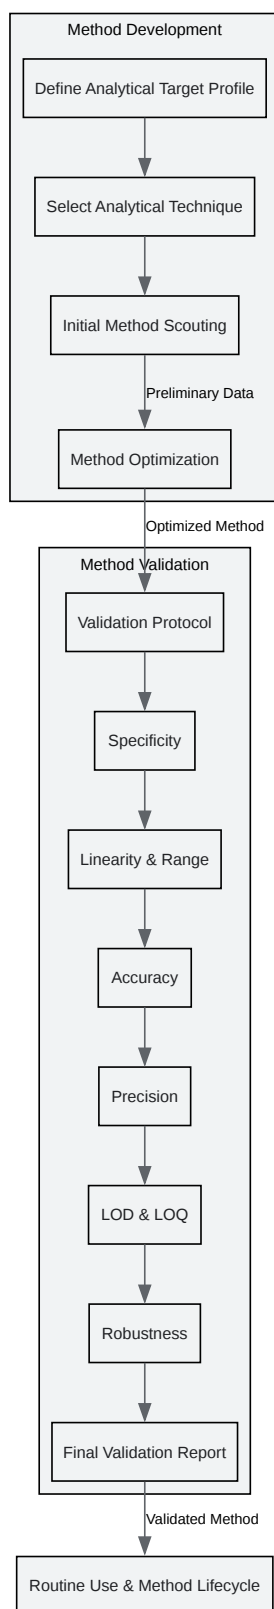 Method Development
Define Analytical Target Profile
Select Analytical Technique
Initial Method Scouting
Preliminary Data
Method Optimization
Optimized Method
Method Validation
Validation Protocol
Specificity
Linearity & Range
Accuracy
Precision
LOD & LOQ
Robustness
Final Validation Report
Validated Method
Routine Use & Method Lifecycle